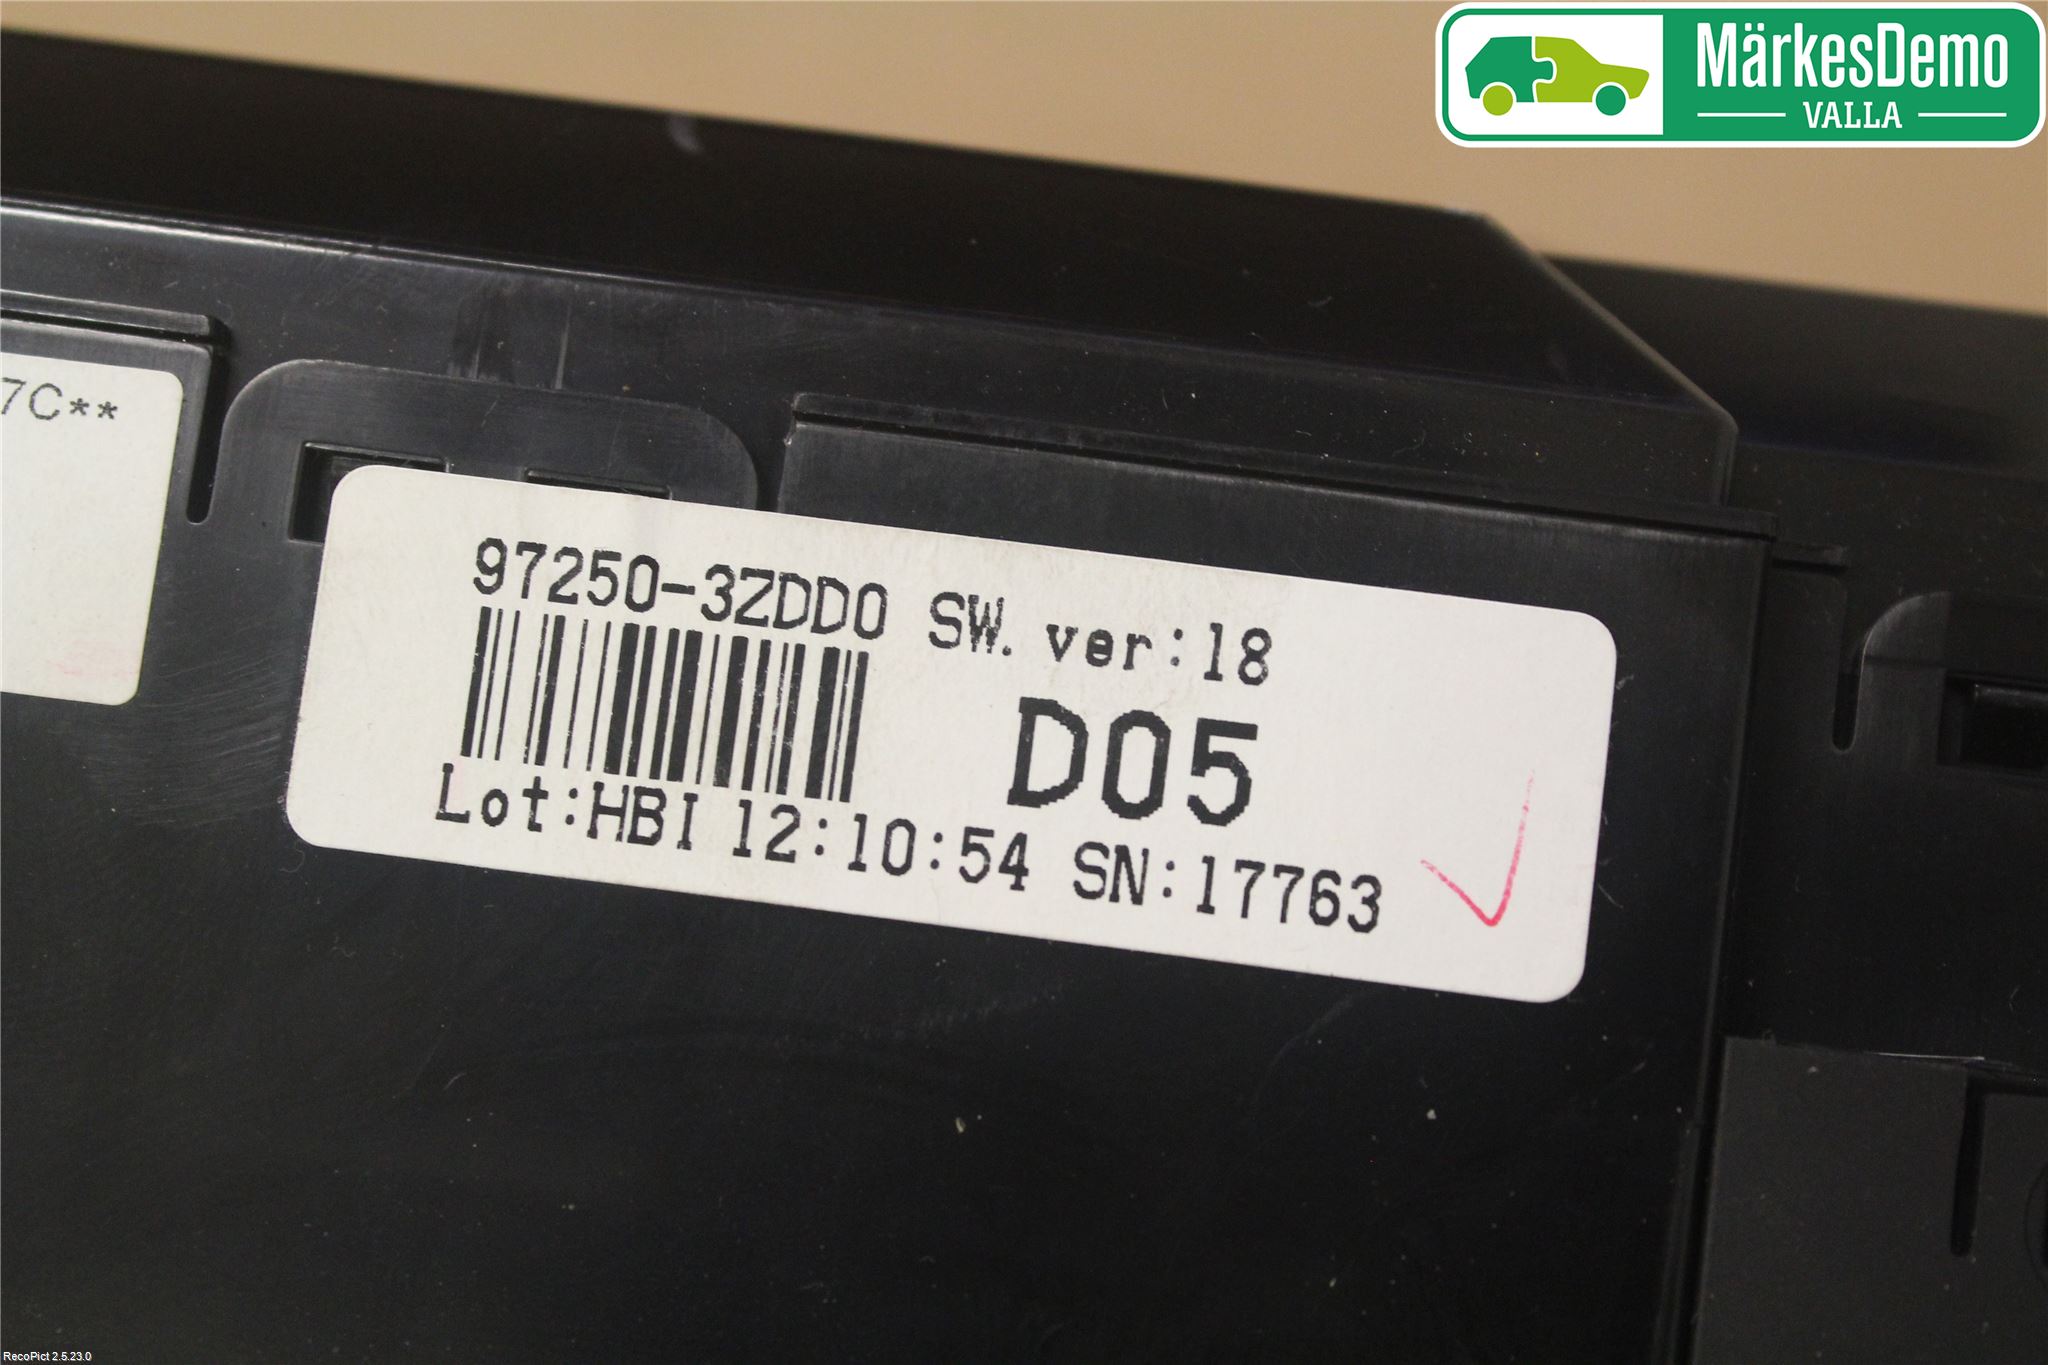 MärkesDemo
VALLA
7C**
97250-3ZDD0 SW. ver:18
D05
Lot:HBI 12:10:54 SN:17763
RecoPict 2.5.23.0